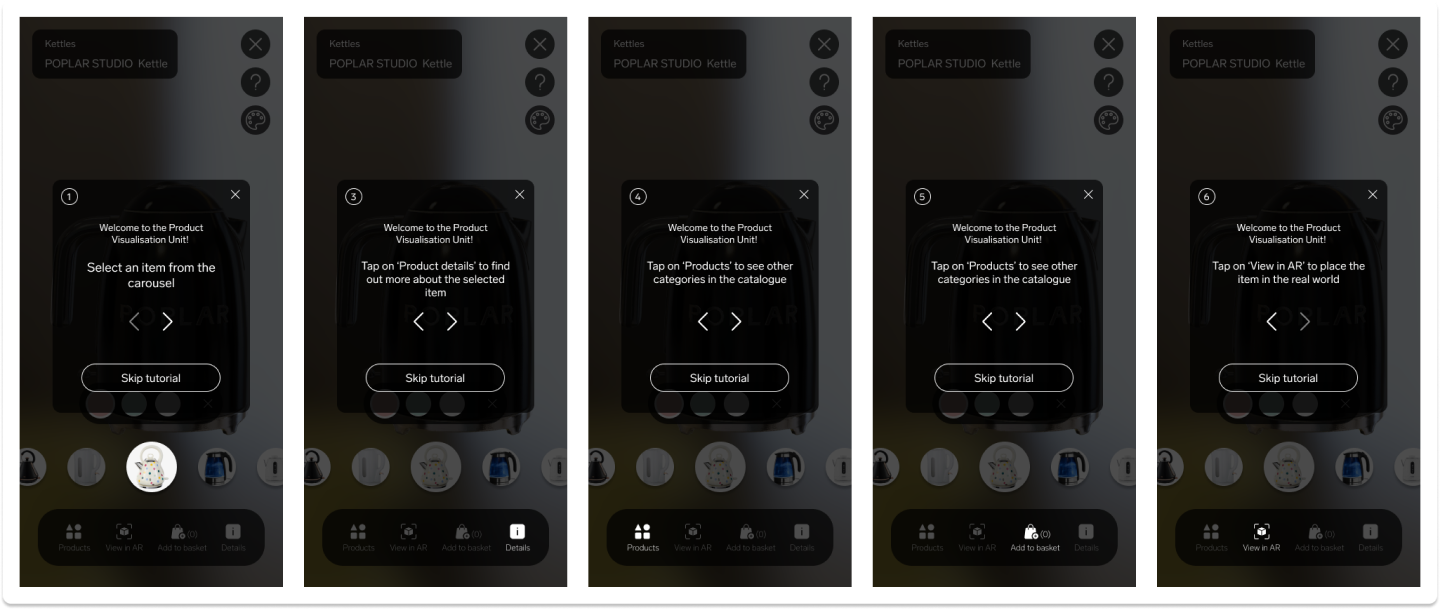 Kettles
POPLAR STUDIO Kettle
1
Welcome to the Product
Visualisation Unit!
Select an item from the
carousel
POPLAR
Skip tutorial
Products
View in AR
(0)
Add to basket
Details
Kettles
POPLAR STUDIO Kettle
3
Welcome to the Product
Visualisation Unit!
Tap on ‘Product details’ to find
out more about the selected
item
POPLAR
Skip tutorial
Products
View in AR
(0)
Add to basket
Details
Kettles
POPLAR STUDIO Kettle
4
Welcome to the Product
Visualisation Unit!
Tap on ‘Products’ to see other
categories in the catalogue
POPLAR
Skip tutorial
Products
View in AR
(0)
Add to basket
Details
Kettles
POPLAR STUDIO Kettle
5
Welcome to the Product
Visualisation Unit!
Tap on ‘Products’ to see other
categories in the catalogue
POPLAR
Skip tutorial
Products
View in AR
(0)
Add to basket
Details
Kettles
POPLAR STUDIO Kettle
6
Welcome to the Product
Visualisation Unit!
Tap on ‘View in AR’ to place the
item in the real world
POPLAR
Skip tutorial
Products
View in AR
(0)
Add to basket
Details